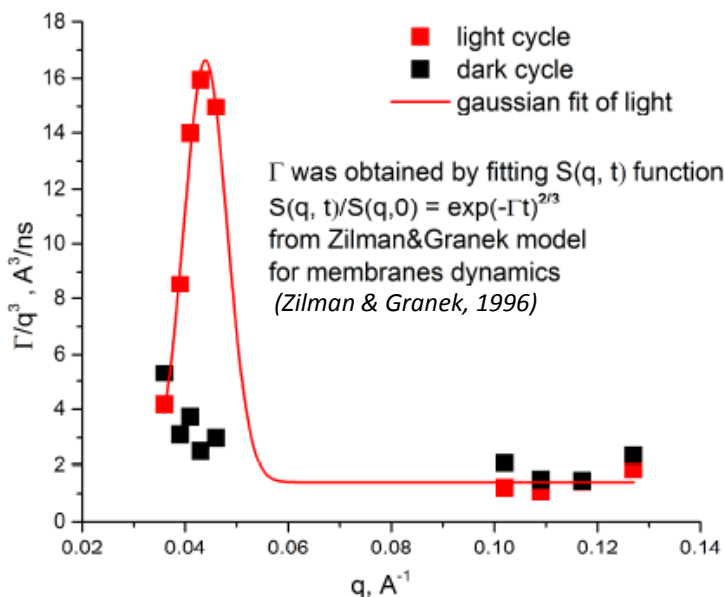 light cycle
dark cycle
gaussian fit of light
Γ was obtained by fitting S(q, t) function
S(q, t)/S(q,0) = exp(-Γt)^2/3
from Zilman&Granek model
for membranes dynamics
(Zilman & Granek, 1996)
Γ/q³ , A³/ns
18
16
14
12
10
8
6
4
2
0
0.02 0.04 0.06 0.08 0.10 0.12 0.14
q, A⁻¹